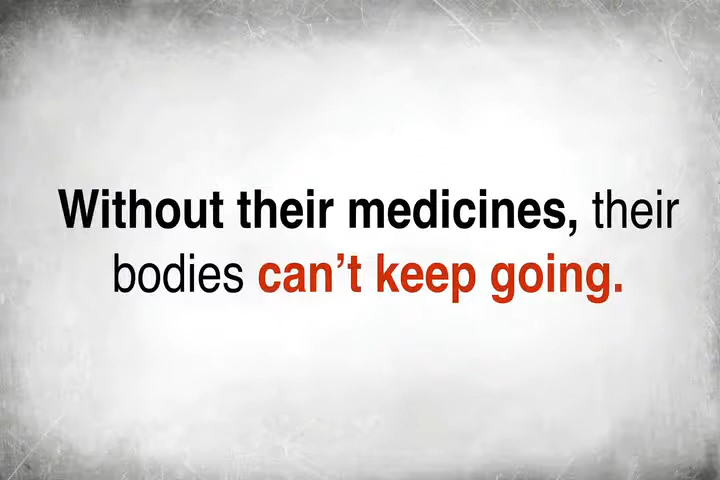 Without their medicines, their
bodies can’t keep going.